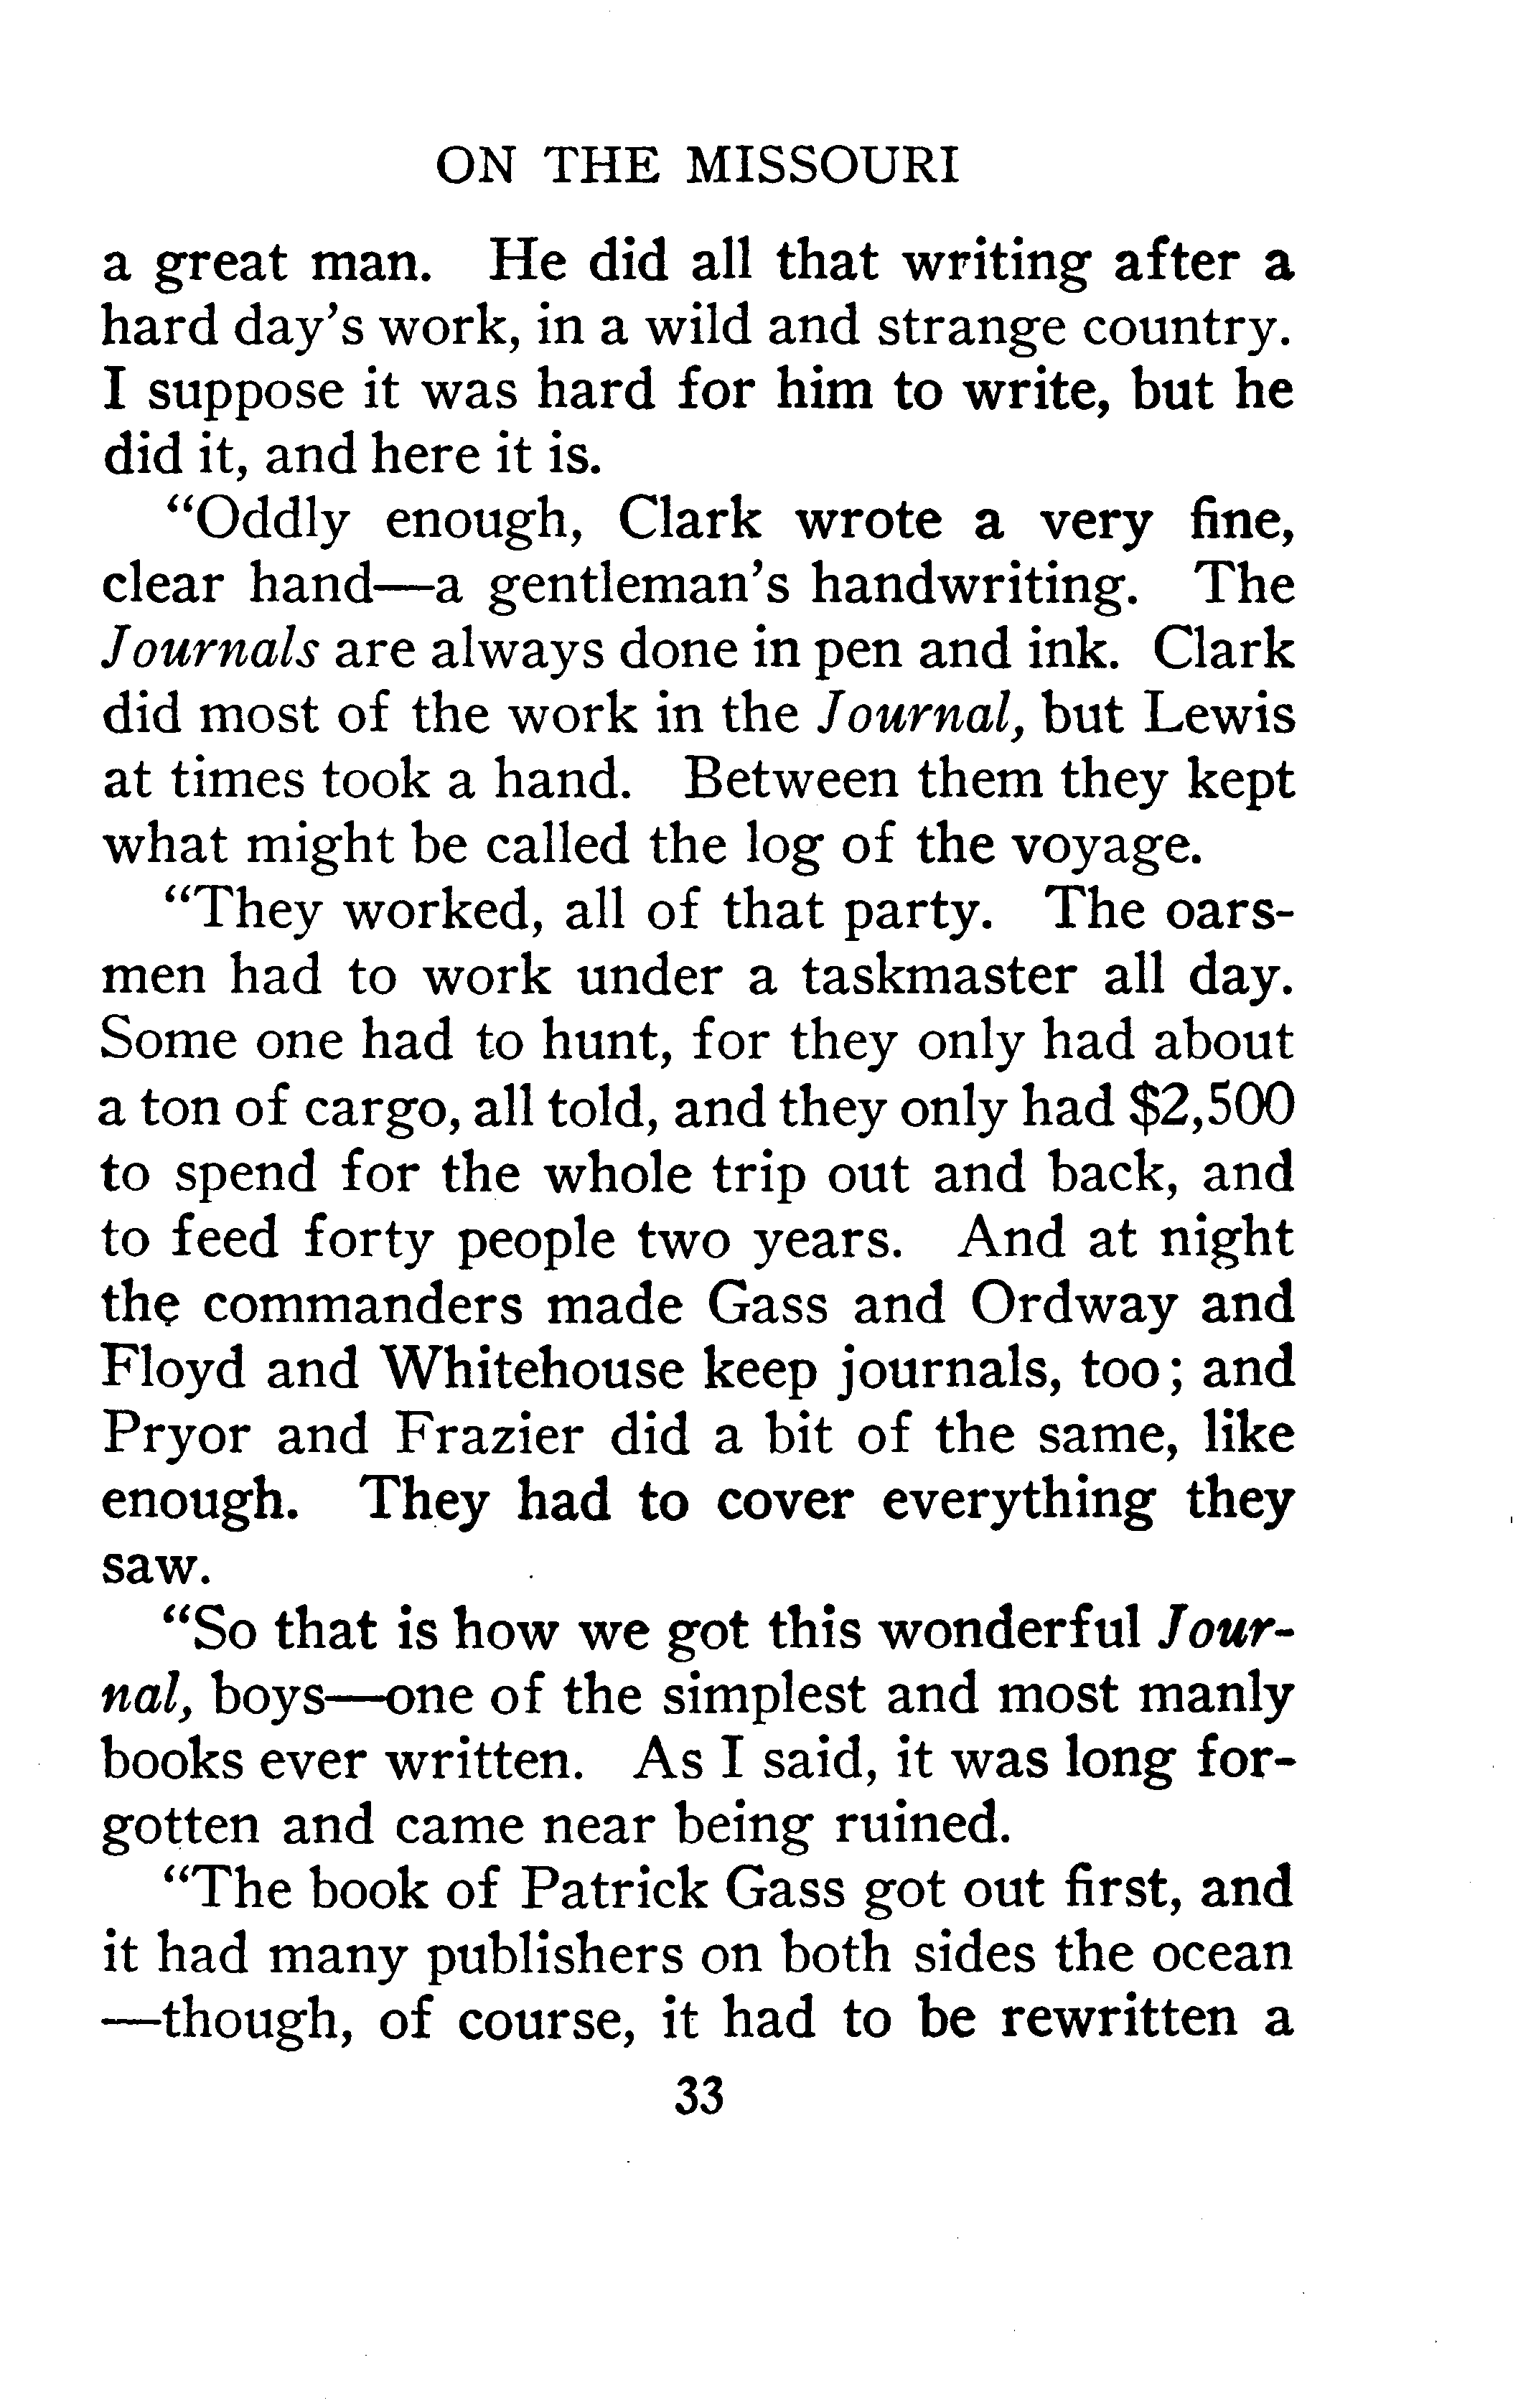 ON THE MISSOURI
a great man. He did all that writing after a
hard day's work, in a wild and strange country.
I suppose it was hard for him to write, but he
did it, and here it is.
“Oddly enough, Clark wrote a very fine,
clear hand—a gentleman's handwriting. The
Journals are always done in pen and ink. Clark
did most of the work in the Journal, but Lewis
at times took a hand. Between them they kept
what might be called the log of the voyage.
“They worked, all of that party. The oars-
men had to work under a taskmaster all day.
Some one had to hunt, for they only had about
a ton of cargo, all told, and they only had $2,500
to spend for the whole trip out and back, and
to feed forty people two years. And at night
the commanders made Gass and Ordway and
Floyd and Whitehouse keep journals, too; and
Pryor and Frazier did a bit of the same, like
enough. They had to cover everything they
saw.
“So that is how we got this wonderful Jour-
nal, boys—one of the simplest and most manly
books ever written. As I said, it was long for-
gotten and came near being ruined.
“The book of Patrick Gass got out first, and
it had many publishers on both sides the ocean
—though, of course, it had to be rewritten a
33